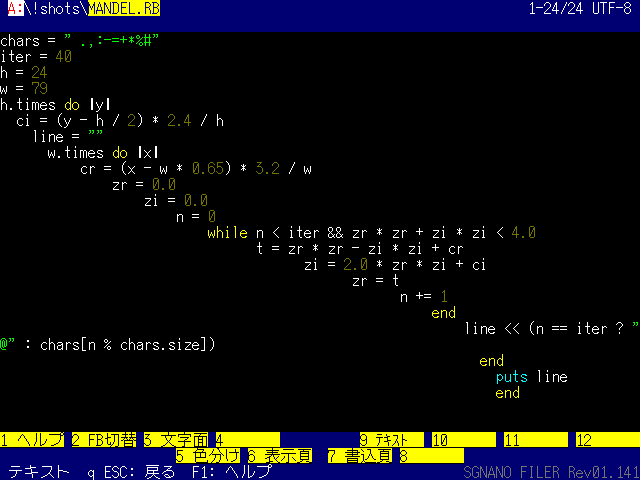 A:\!shots\MANDEL.RB 1-24/24 UTF-8
chars = " .,:-=+*%#"
iter = 40
h = 24
w = 79
h.times do |y|
ci = (y - h / 2) * 2.4 / h
line = ""
w.times do |x|
cr = (x - w * 0.65) * 3.2 / w
zr = 0.0
zi = 0.0
n = 0
while n < iter && zr * zr + zi * zi < 4.0
t = zr * zr - zi * zi + cr
zi = 2.0 * zr * zi + ci
zr = t
n += 1
end
line << (n == iter ? "
@" : chars[n % chars.size])
end
puts line
end
1 ヘルプ 2 FB切替 3 文字面 4 9 ﾃｷｽﾄ 10 11 12
5 色分け 6 表示頁 7 書込頁 8
テキスト q ESC: 戻る F1: ヘルプ SGNANO FILER Rev01.141